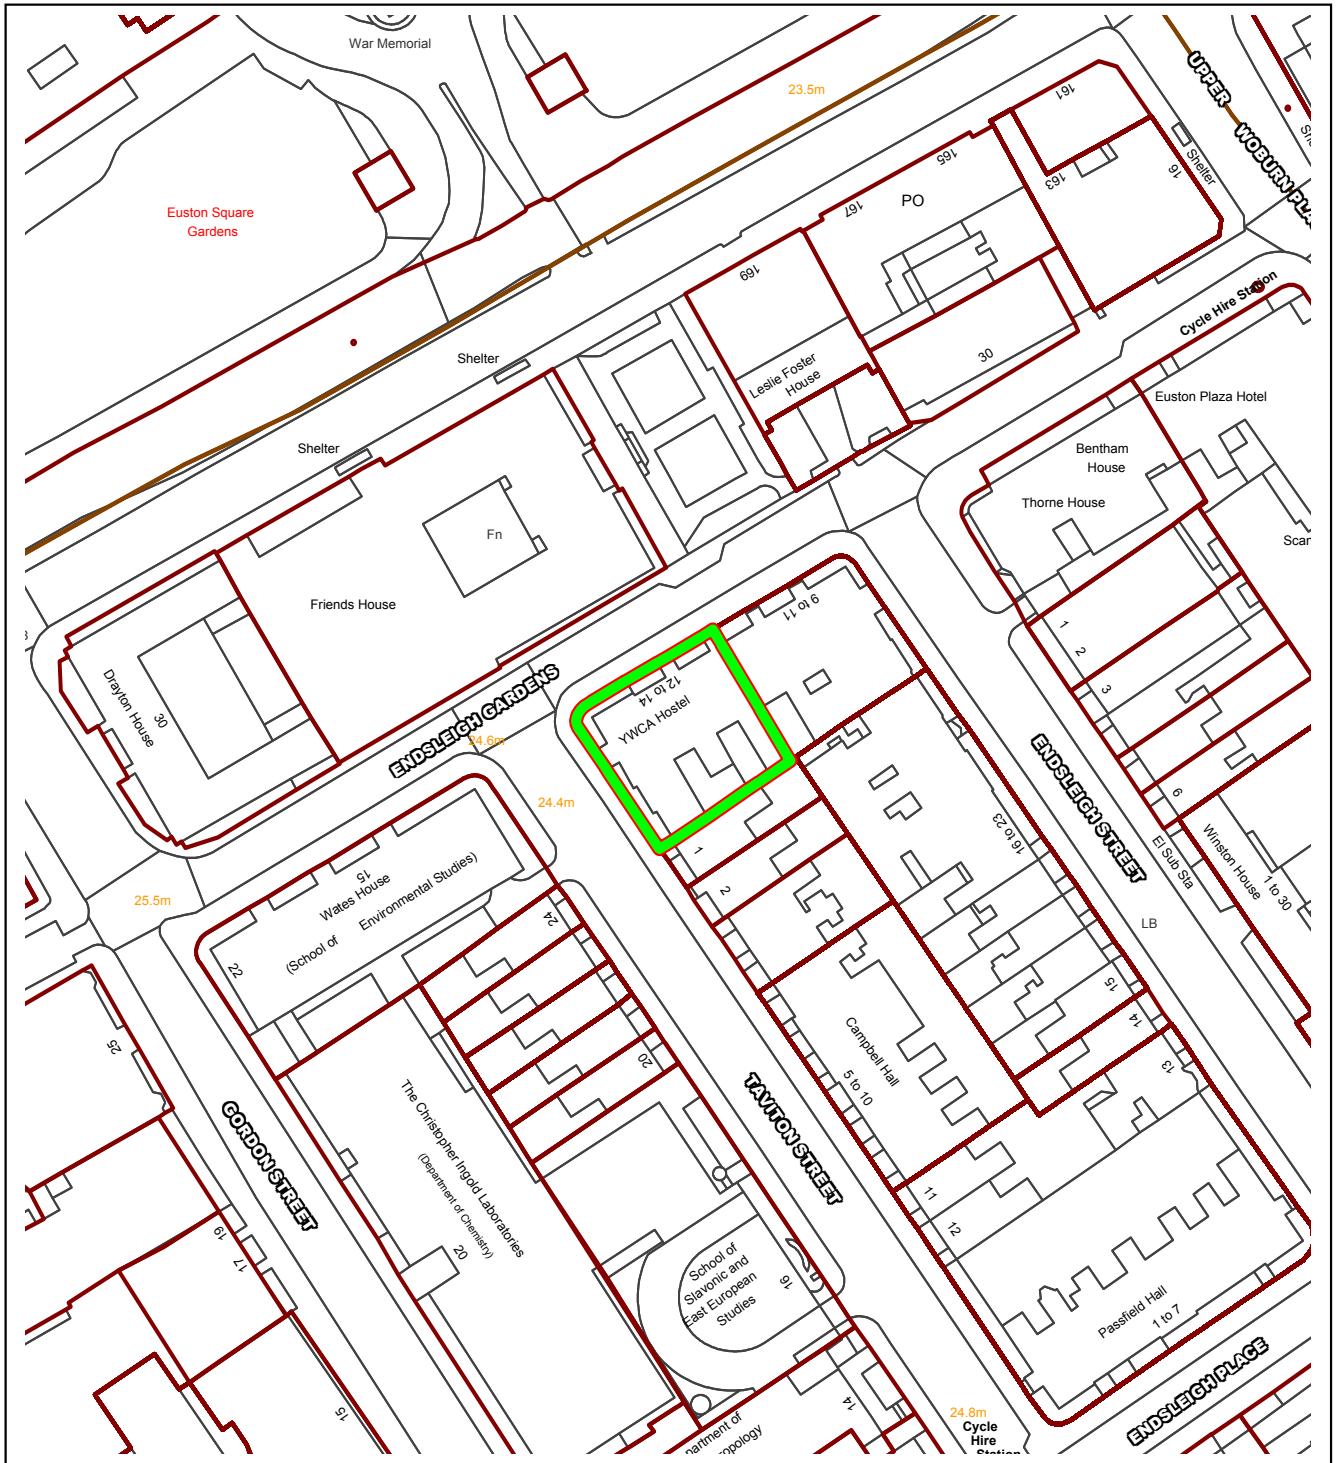 War Memorial
23.5m
UPPER
WOBURN PLA
161
165
167
163
16
PO
Shelter
169
Euston Square
Gardens
Cycle Hire Station
Shelter
Leslie Foster
House
30
Euston Plaza Hotel
Shelter
Bentham
House
Thorne House
Fn
Scan
Friends House
9 to 11
12 to 14
YWCA Hostel
1
2
3
6
Drayton House
30
ENDSLEIGH GARDENS
24.6m
24.4m
ENDSLEIGH STREET
16 to 23
El Sub Sta
Winston House
1 to 30
1
2
15
Wates House
(School of Environmental Studies)
22
24
25.5m
LB
15
14
13
25
Campbell Hall
5 to 10
20
The Christopher Ingold Laboratories
(Department of Chemistry)
20
GORDON STREET
TAVITON STREET
11
12
19
17
School of
Slavonic and
East European
Studies
16
Passfield Hall
1 to 7
ENDSLEIGH PLACE
15
14
24.8m
Cycle
Hire
Station
partment of
opology